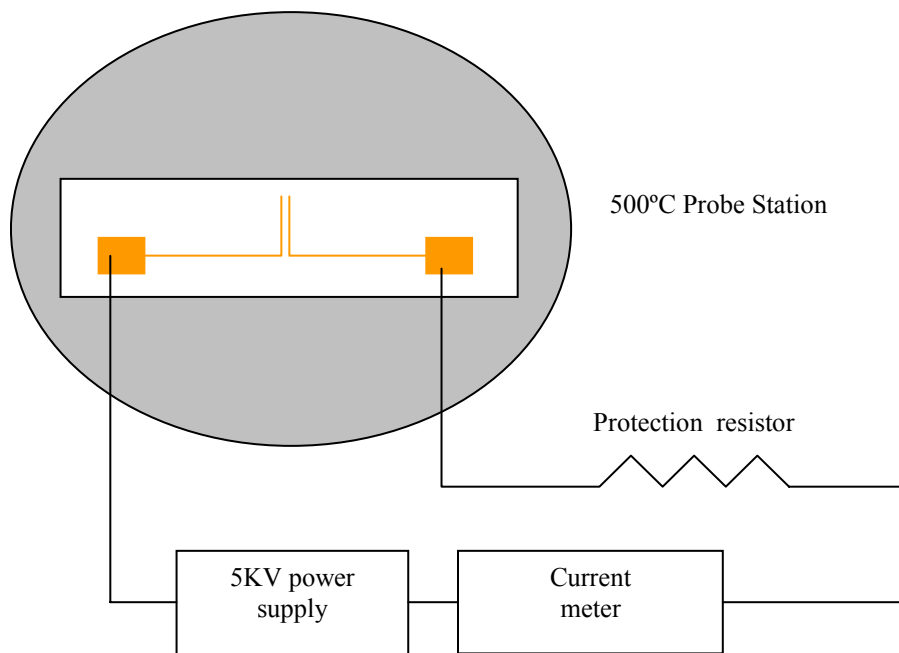 500ºC Probe Station
Protection resistor
5KV power
supply
Current
meter